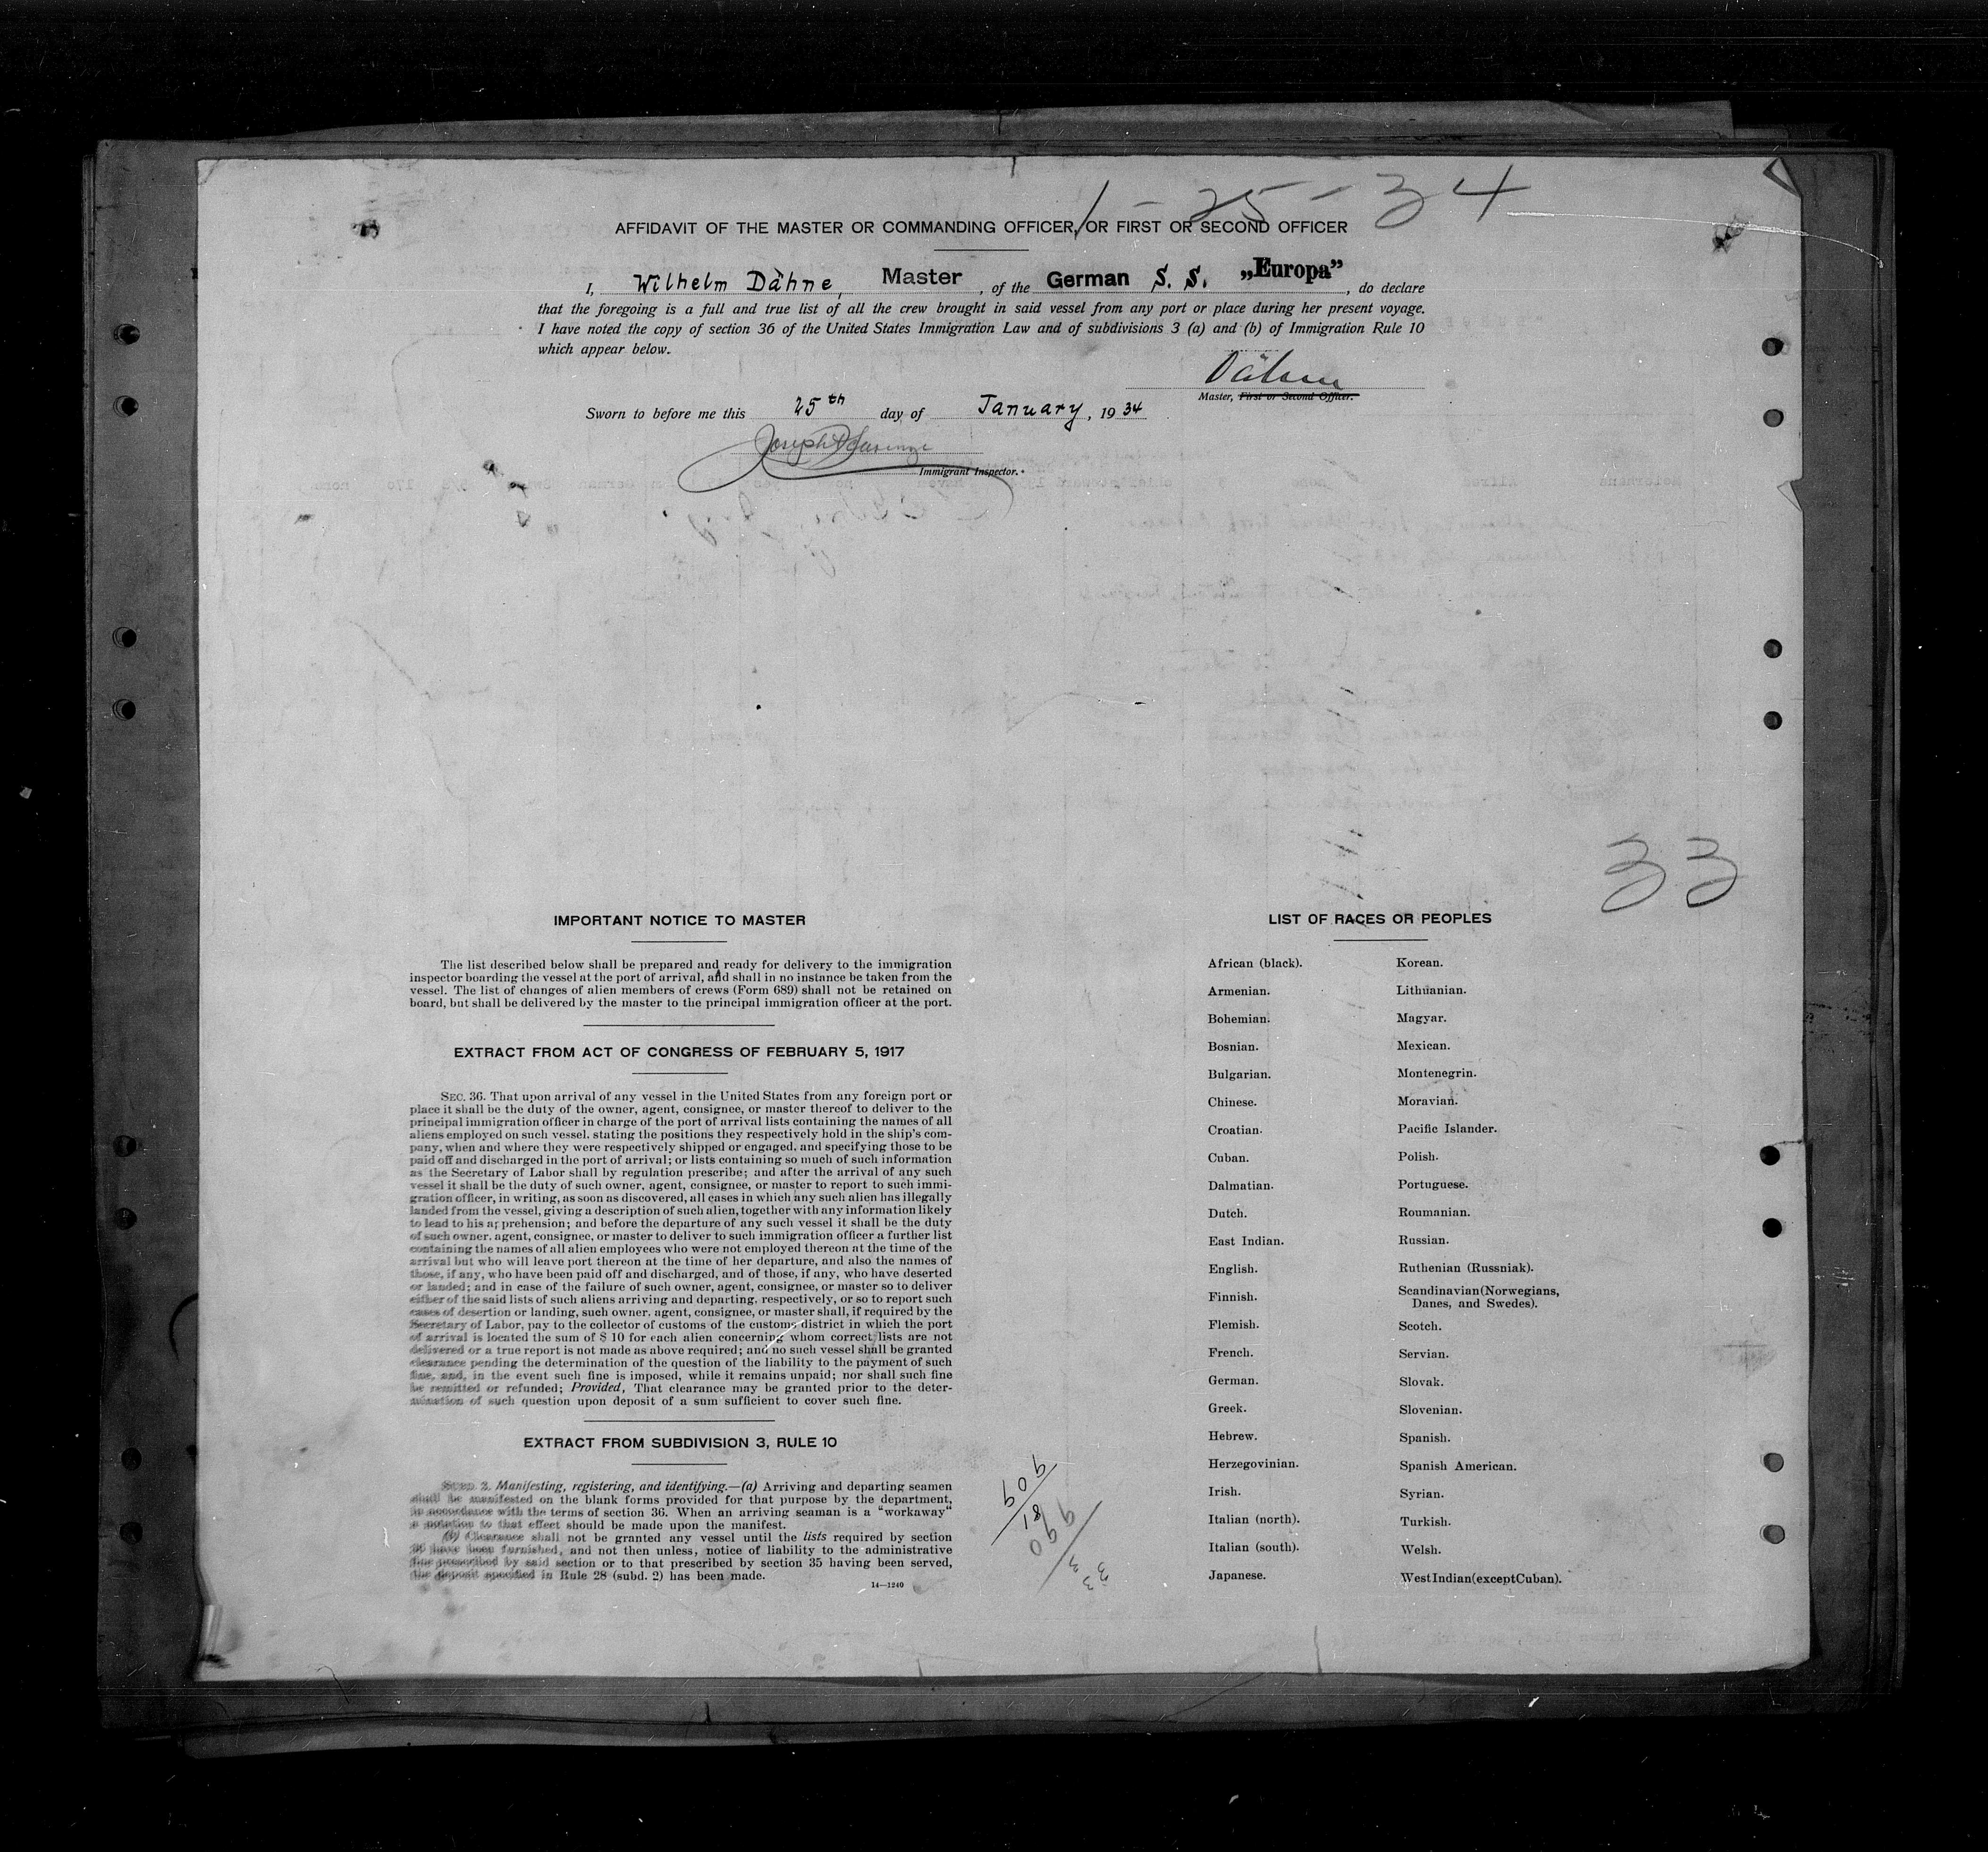 1-25-34
AFFIDAVIT OF THE MASTER OR COMMANDING OFFICER, OR FIRST OR SECOND OFFICER
I, Wilhelm Dähne, Master, of the German S. S. „Europa”, do declare
that the foregoing is a full and true list of all the crew brought in said vessel from any port or place during her present voyage.
I have noted the copy of section 36 of the United States Immigration Law and of subdivisions 3 (a) and (b) of Immigration Rule 10
which appear below.
Dähne
Master, First or Second Officer.
Sworn to before me this 25th day of January, 1934
Joseph
Immigrant Inspector.
33
IMPORTANT NOTICE TO MASTER
The list described below shall be prepared and ready for delivery to the immigration
inspector boarding the vessel at the port of arrival, and shall in no instance be taken from the
vessel. The list of changes of alien members of crews (Form 689) shall not be retained on
board, but shall be delivered by the master to the principal immigration officer at the port.
EXTRACT FROM ACT OF CONGRESS OF FEBRUARY 5, 1917
SEC. 36. That upon arrival of any vessel in the United States from any foreign port or
place it shall be the duty of the owner, agent, consignee, or master thereof to deliver to the
principal immigration officer in charge of the port of arrival lists containing the names of all
aliens employed on such vessel. stating the positions they respectively hold in the ship's com-
pany, when and where they were respectively shipped or engaged, and specifying those to be
paid off and discharged in the port of arrival; or lists containing so much of such information
as the Secretary of Labor shall by regulation prescribe; and after the arrival of any such
vessel it shall be the duty of such owner, agent, consignee, or master to report to such immi-
gration officer, in writing, as soon as discovered, all cases in which any such alien has illegally
landed from the vessel, giving a description of such alien, together with any information likely
to lead to his apprehension; and before the departure of any such vessel it shall be the duty
of such owner. agent, consignee, or master to deliver to such immigration officer a further list
containing the names of all alien employees who were not employed thereon at the time of the
arrival but who will leave port thereon at the time of her departure, and also the names of
those, if any, who have been paid off and discharged, and of those, if any, who have deserted
or landed; and in case of the failure of such owner, agent, consignee, or master so to deliver
either of the said lists of such aliens arriving and departing. respectively, or so to report such
cases of desertion or landing, such owner. agent, consignee, or master shall, if required by the
Secretary of Labor, pay to the collector of customs of the customs district in which the port
of arrival is located the sum of $ 10 for each alien concerning whom correct lists are not
delivered or a true report is not made as above required; and no such vessel shall be granted
clearance pending the determination of the question of the liability to the payment of such
fine, and, in the event such fine is imposed, while it remains unpaid; nor shall such fine
be remitted or refunded; Provided, That clearance may be granted prior to the deter-
mination of such question upon deposit of a sum sufficient to cover such fine.
EXTRACT FROM SUBDIVISION 3, RULE 10
SUBD. 3. Manifesting, registering, and identifying.—(a) Arriving and departing seamen
shall be manifested on the blank forms provided for that purpose by the department,
in accordance with the terms of section 36. When an arriving seaman is a “workaway“
a notation to that effect should be made upon the manifest.
(b) Clearance shall not be granted any vessel until the lists required by section
36 have been furnished, and not then unless, notice of liability to the administrative
fine prescribed by said section or to that prescribed by section 35 having been served,
the deposit specified in Rule 28 (subd. 2) has been made.
14—1240
909
81
990
33
LIST OF RACES OR PEOPLES
African (black). Korean.
Armenian. Lithuanian.
Bohemian. Magyar.
Bosnian. Mexican.
Bulgarian. Montenegrin.
Chinese. Moravian.
Croatian. Pacific Islander.
Cuban. Polish.
Dalmatian. Portuguese.
Dutch. Roumanian.
East Indian. Russian.
English. Ruthenian (Russniak).
Finnish. Scandinavian(Norwegians,
Danes, and Swedes).
Flemish. Scotch.
French. Servian.
German. Slovak.
Greek. Slovenian.
Hebrew. Spanish.
Herzegovinian. Spanish American.
Irish. Syrian.
Italian (north). Turkish.
Italian (south). Welsh.
Japanese. WestIndian(exceptCuban).